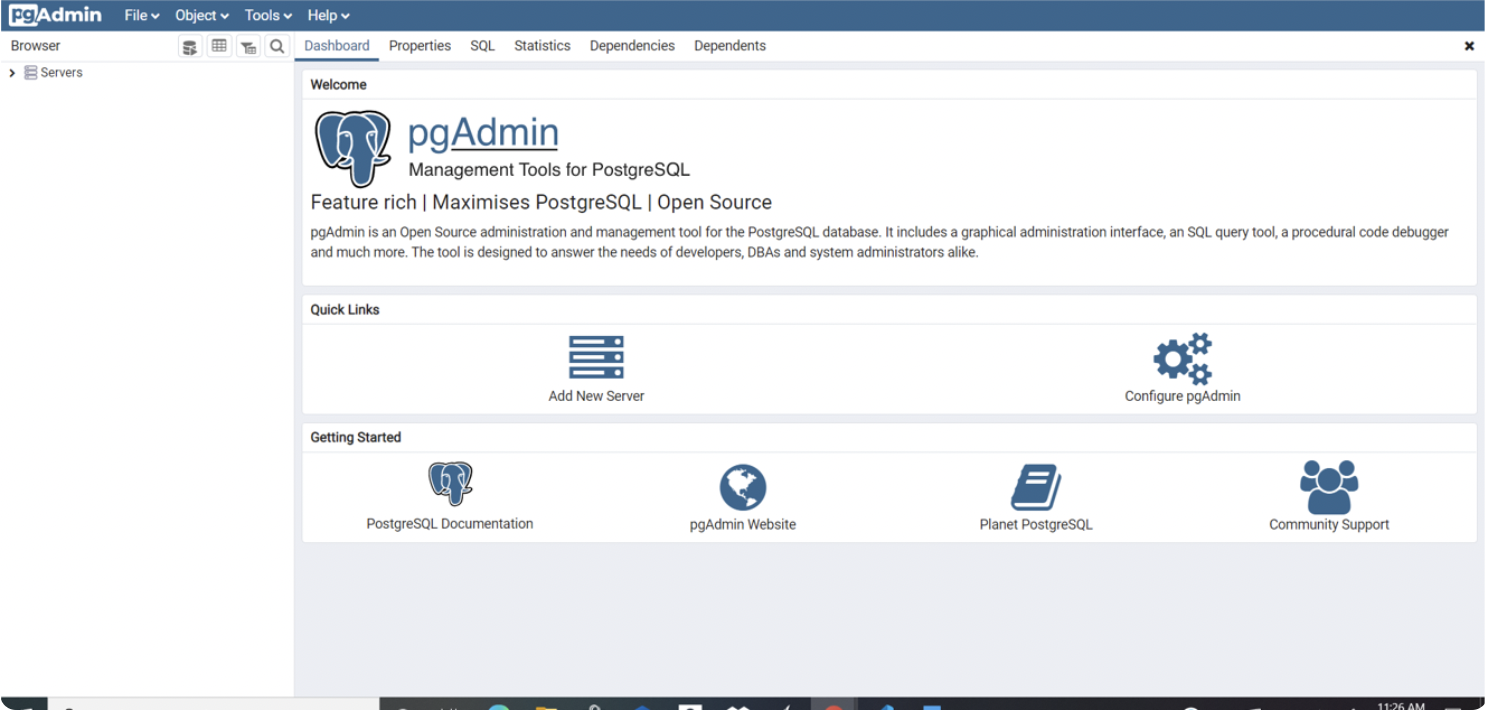 pgAdmin File Object Tools Help
Browser Dashboard Properties SQL Statistics Dependencies Dependents
Servers
Welcome
pgAdmin
Management Tools for PostgreSQL
Feature rich | Maximises PostgreSQL | Open Source
pgAdmin is an Open Source administration and management tool for the PostgreSQL database. It includes a graphical administration interface, an SQL query tool, a procedural code debugger
and much more. The tool is designed to answer the needs of developers, DBAs and system administrators alike.
Quick Links
Add New Server Configure pgAdmin
Getting Started
PostgreSQL Documentation pgAdmin Website Planet PostgreSQL Community Support
11:26 AM